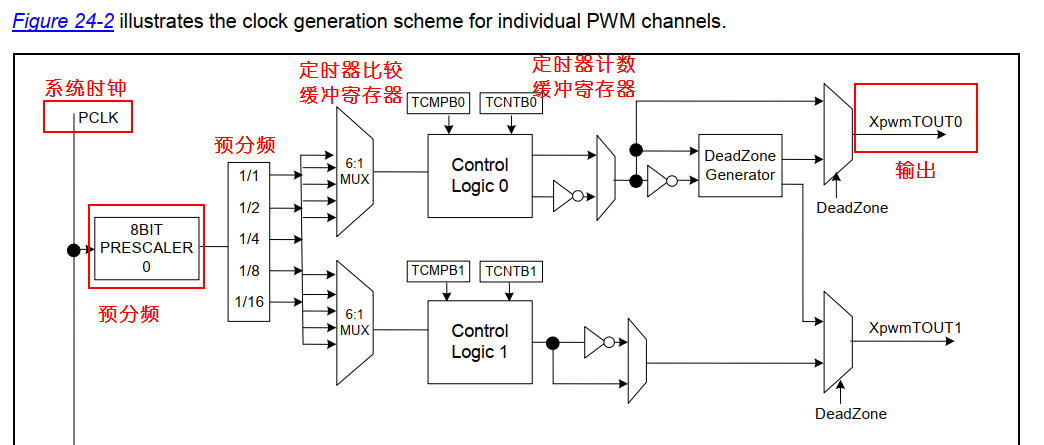 Figure 24-2 illustrates the clock generation scheme for individual PWM channels.
系统时钟
PCLK
定时器比较
缓冲寄存器
定时器计数
缓冲寄存器
TCMPB0
TCNTB0
XpwmTOUT0
输出
预分频
1/1
1/2
1/4
1/8
1/16
6:1
MUX
Control
Logic 0
DeadZone
Generator
DeadZone
8BIT
PRESCALER
0
预分频
TCMPB1
TCNTB1
6:1
MUX
Control
Logic 1
XpwmTOUT1
DeadZone